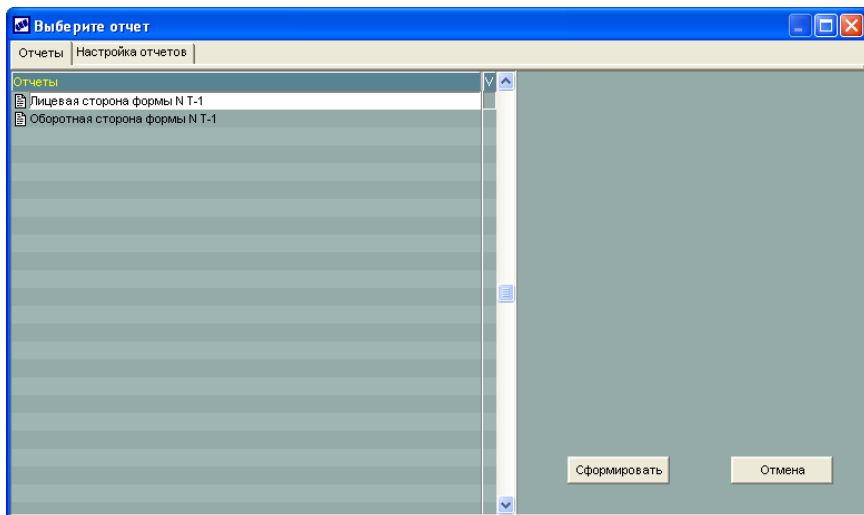 Выберите отчет
Отчеты Настройка отчетов
Отчеты V
Лицевая сторона формы N Т-1
Оборотная сторона формы N Т-1
Сформировать Отмена